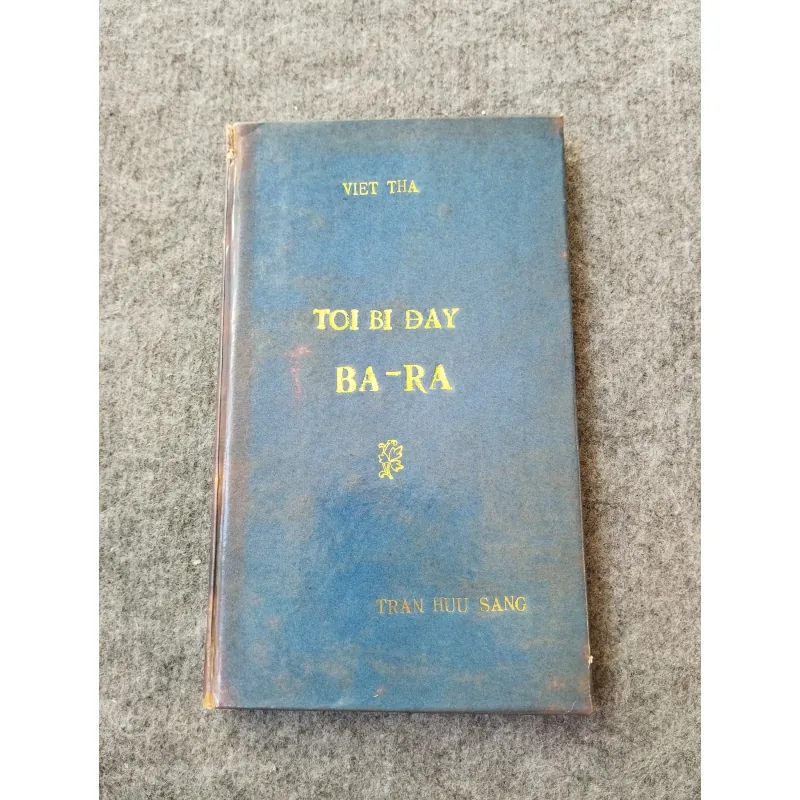 VIET THA
TOI BI ĐAY
BA-RA
TRAN HUU SANG